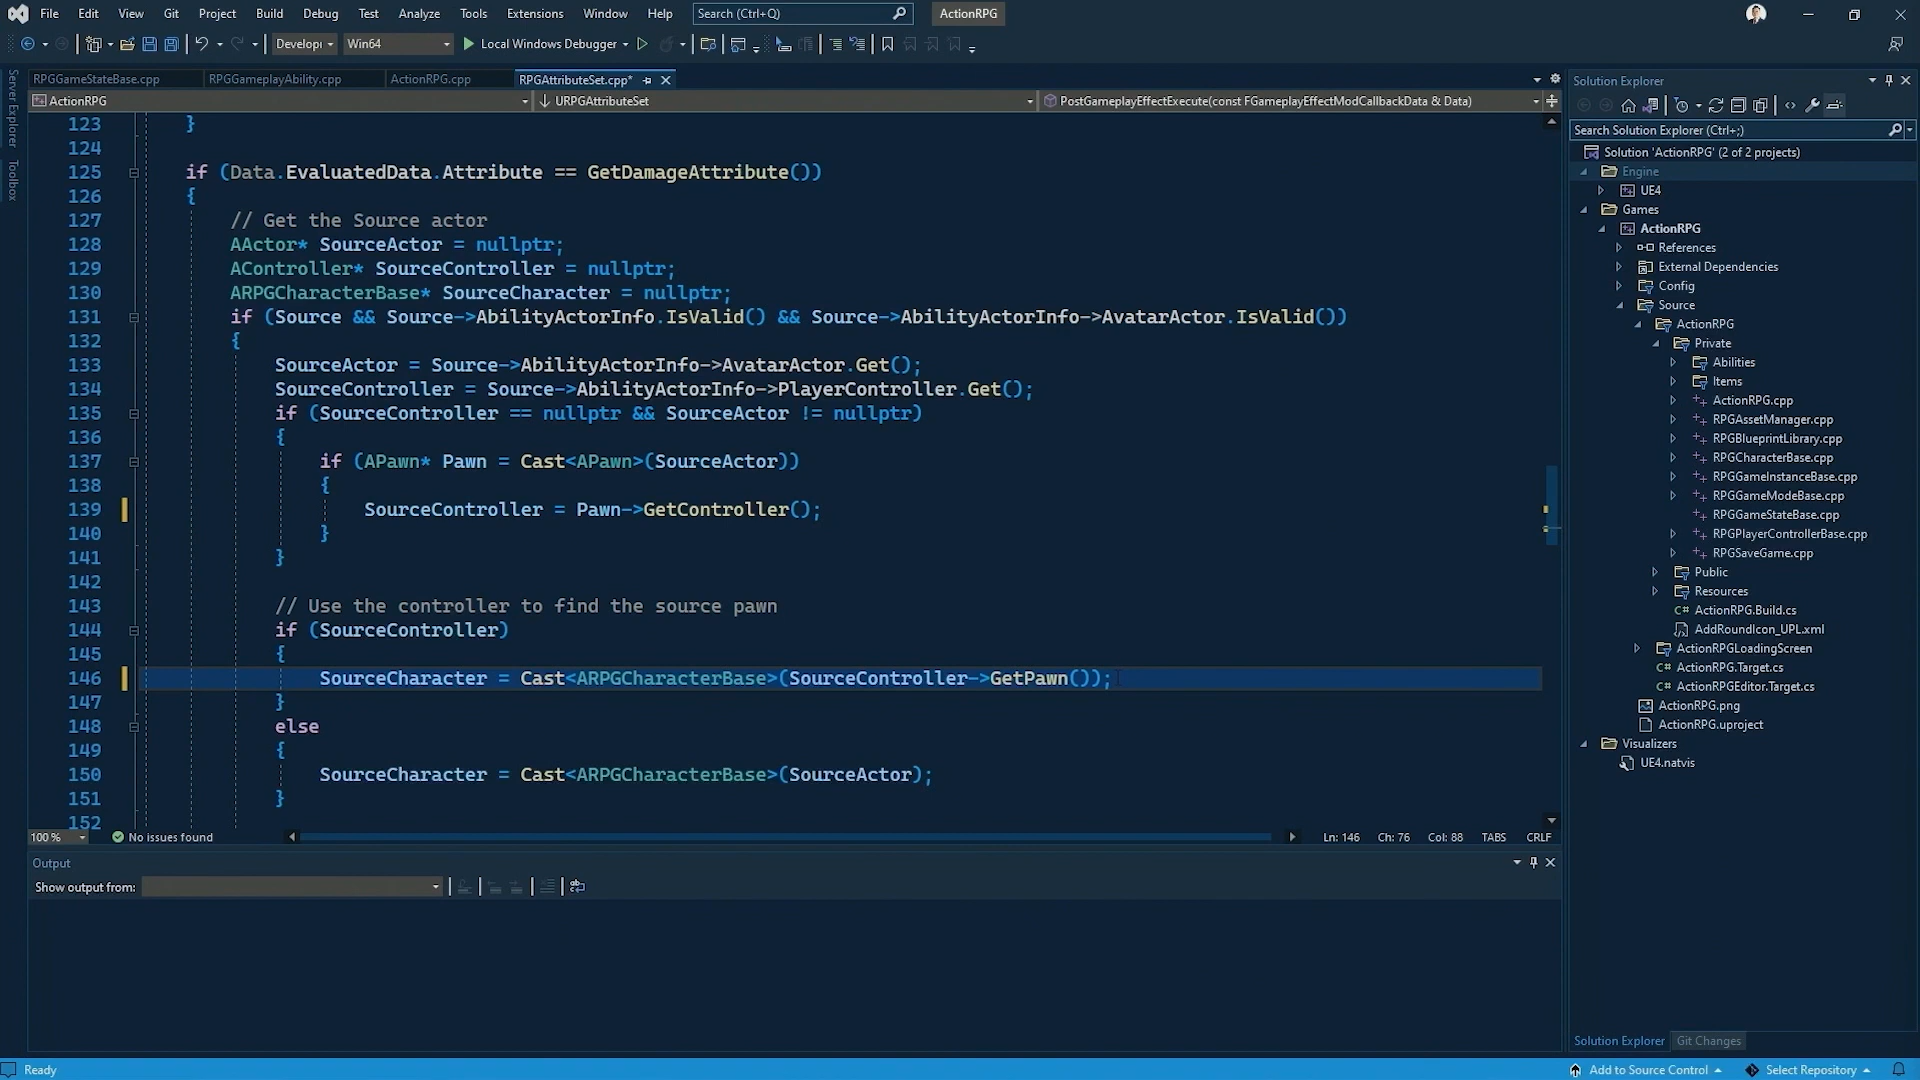 File Edit View Git Project Build Debug Test Analyze Tools Extensions Window Help Search (Ctrl+Q) ActionRPG
Develop Win64 Local Windows Debugger
RPGGameStateBase.cpp RPGGameplayAbility.cpp ActionRPG.cpp RPGAttributeSet.cpp*
ActionRPG URPGAttributeSet PostGameplayEffectExecute(const FGameplayEffectModCallbackData & Data)
Server Explorer
Toolbox
123 }
124
125 if (Data.EvaluatedData.Attribute == GetDamageAttribute())
126 {
127 // Get the Source actor
128 AActor* SourceActor = nullptr;
129 AController* SourceController = nullptr;
130 ARPGCharacterBase* SourceCharacter = nullptr;
131 if (Source && Source->AbilityActorInfo.IsValid() && Source->AbilityActorInfo->AvatarActor.IsValid())
132 {
133 SourceActor = Source->AbilityActorInfo->AvatarActor.Get();
134 SourceController = Source->AbilityActorInfo->PlayerController.Get();
135 if (SourceController == nullptr && SourceActor != nullptr)
136 {
137 if (APawn* Pawn = Cast<APawn>(SourceActor))
138 {
139 SourceController = Pawn->GetController();
140 }
141 }
142
143 // Use the controller to find the source pawn
144 if (SourceController)
145 {
146 SourceCharacter = Cast<ARPGCharacterBase>(SourceController->GetPawn());
147 }
148 else
149 {
150 SourceCharacter = Cast<ARPGCharacterBase>(SourceActor);
151 }
152
100 % No issues found Ln: 146 Ch: 76 Col: 88 TABS CRLF
Output
Show output from:
Solution Explorer
Search Solution Explorer (Ctrl+;)
Solution 'ActionRPG' (2 of 2 projects)
Engine
UE4
Games
ActionRPG
References
External Dependencies
Config
Source
ActionRPG
Private
Abilities
Items
ActionRPG.cpp
RPGAssetManager.cpp
RPGBlueprintLibrary.cpp
RPGCharacterBase.cpp
RPGGameInstanceBase.cpp
RPGGameModeBase.cpp
RPGGameStateBase.cpp
RPGPlayerControllerBase.cpp
RPGSaveGame.cpp
Public
Resources
C# ActionRPG.Build.cs
AddRoundIcon_UPL.xml
ActionRPGLoadingScreen
C# ActionRPG.Target.cs
C# ActionRPGEditor.Target.cs
ActionRPG.png
ActionRPG.uproject
Visualizers
UE4.natvis
Solution Explorer Git Changes
Ready Add to Source Control Select Repository